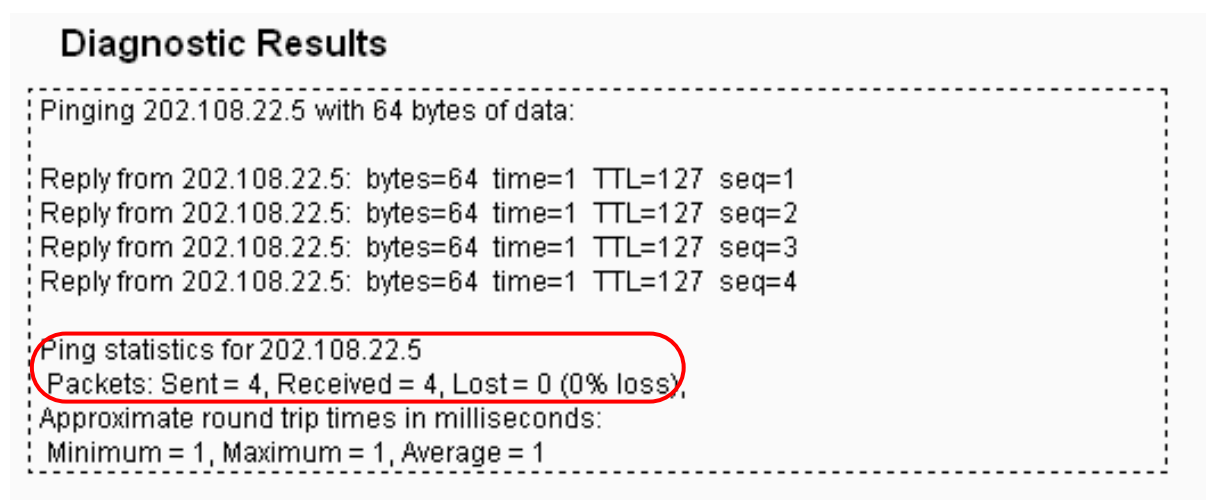 Diagnostic Results
Pinging 202.108.22.5 with 64 bytes of data:
Reply from 202.108.22.5: bytes=64 time=1 TTL=127 seq=1
Reply from 202.108.22.5: bytes=64 time=1 TTL=127 seq=2
Reply from 202.108.22.5: bytes=64 time=1 TTL=127 seq=3
Reply from 202.108.22.5: bytes=64 time=1 TTL=127 seq=4
Ping statistics for 202.108.22.5
Packets: Sent = 4, Received = 4, Lost = 0 (0% loss),
Approximate round trip times in milliseconds:
Minimum = 1, Maximum = 1, Average = 1